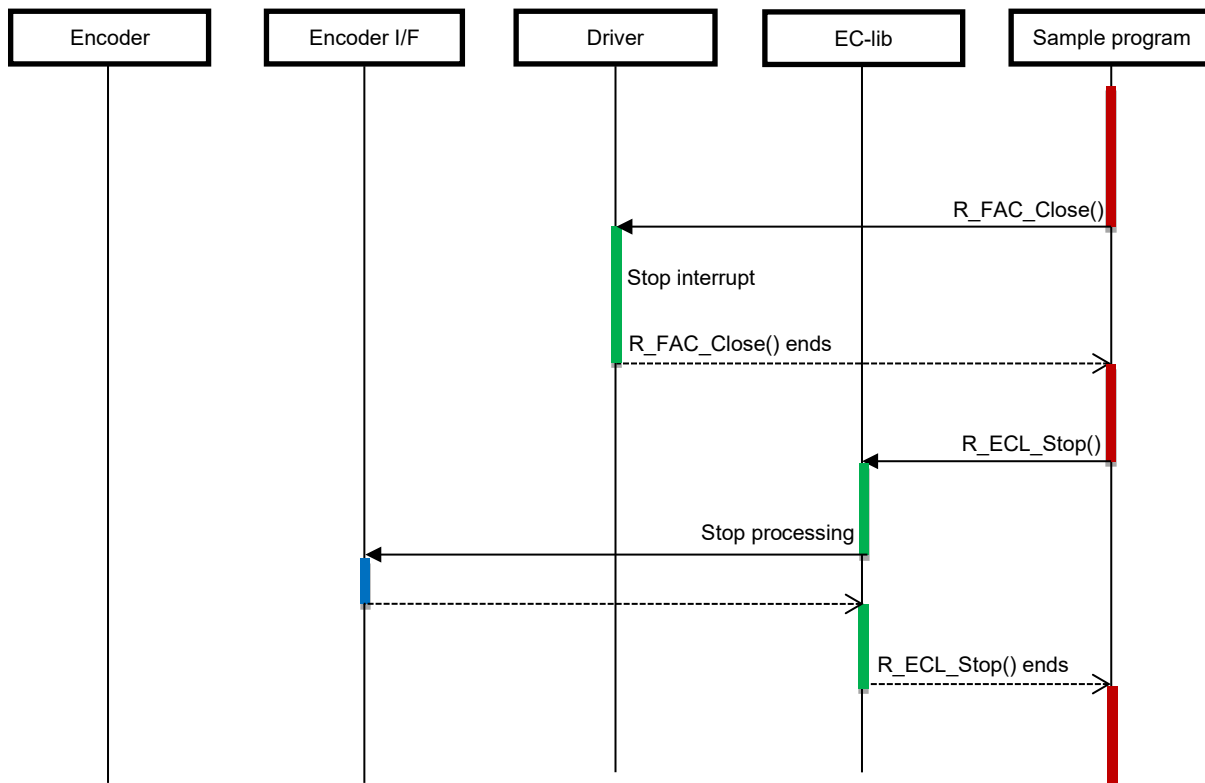 Encoder
Encoder I/F
Driver
EC-lib
Sample program
R_FAC_Close()
Stop interrupt
R_FAC_Close() ends
R_ECL_Stop()
Stop processing
R_ECL_Stop() ends